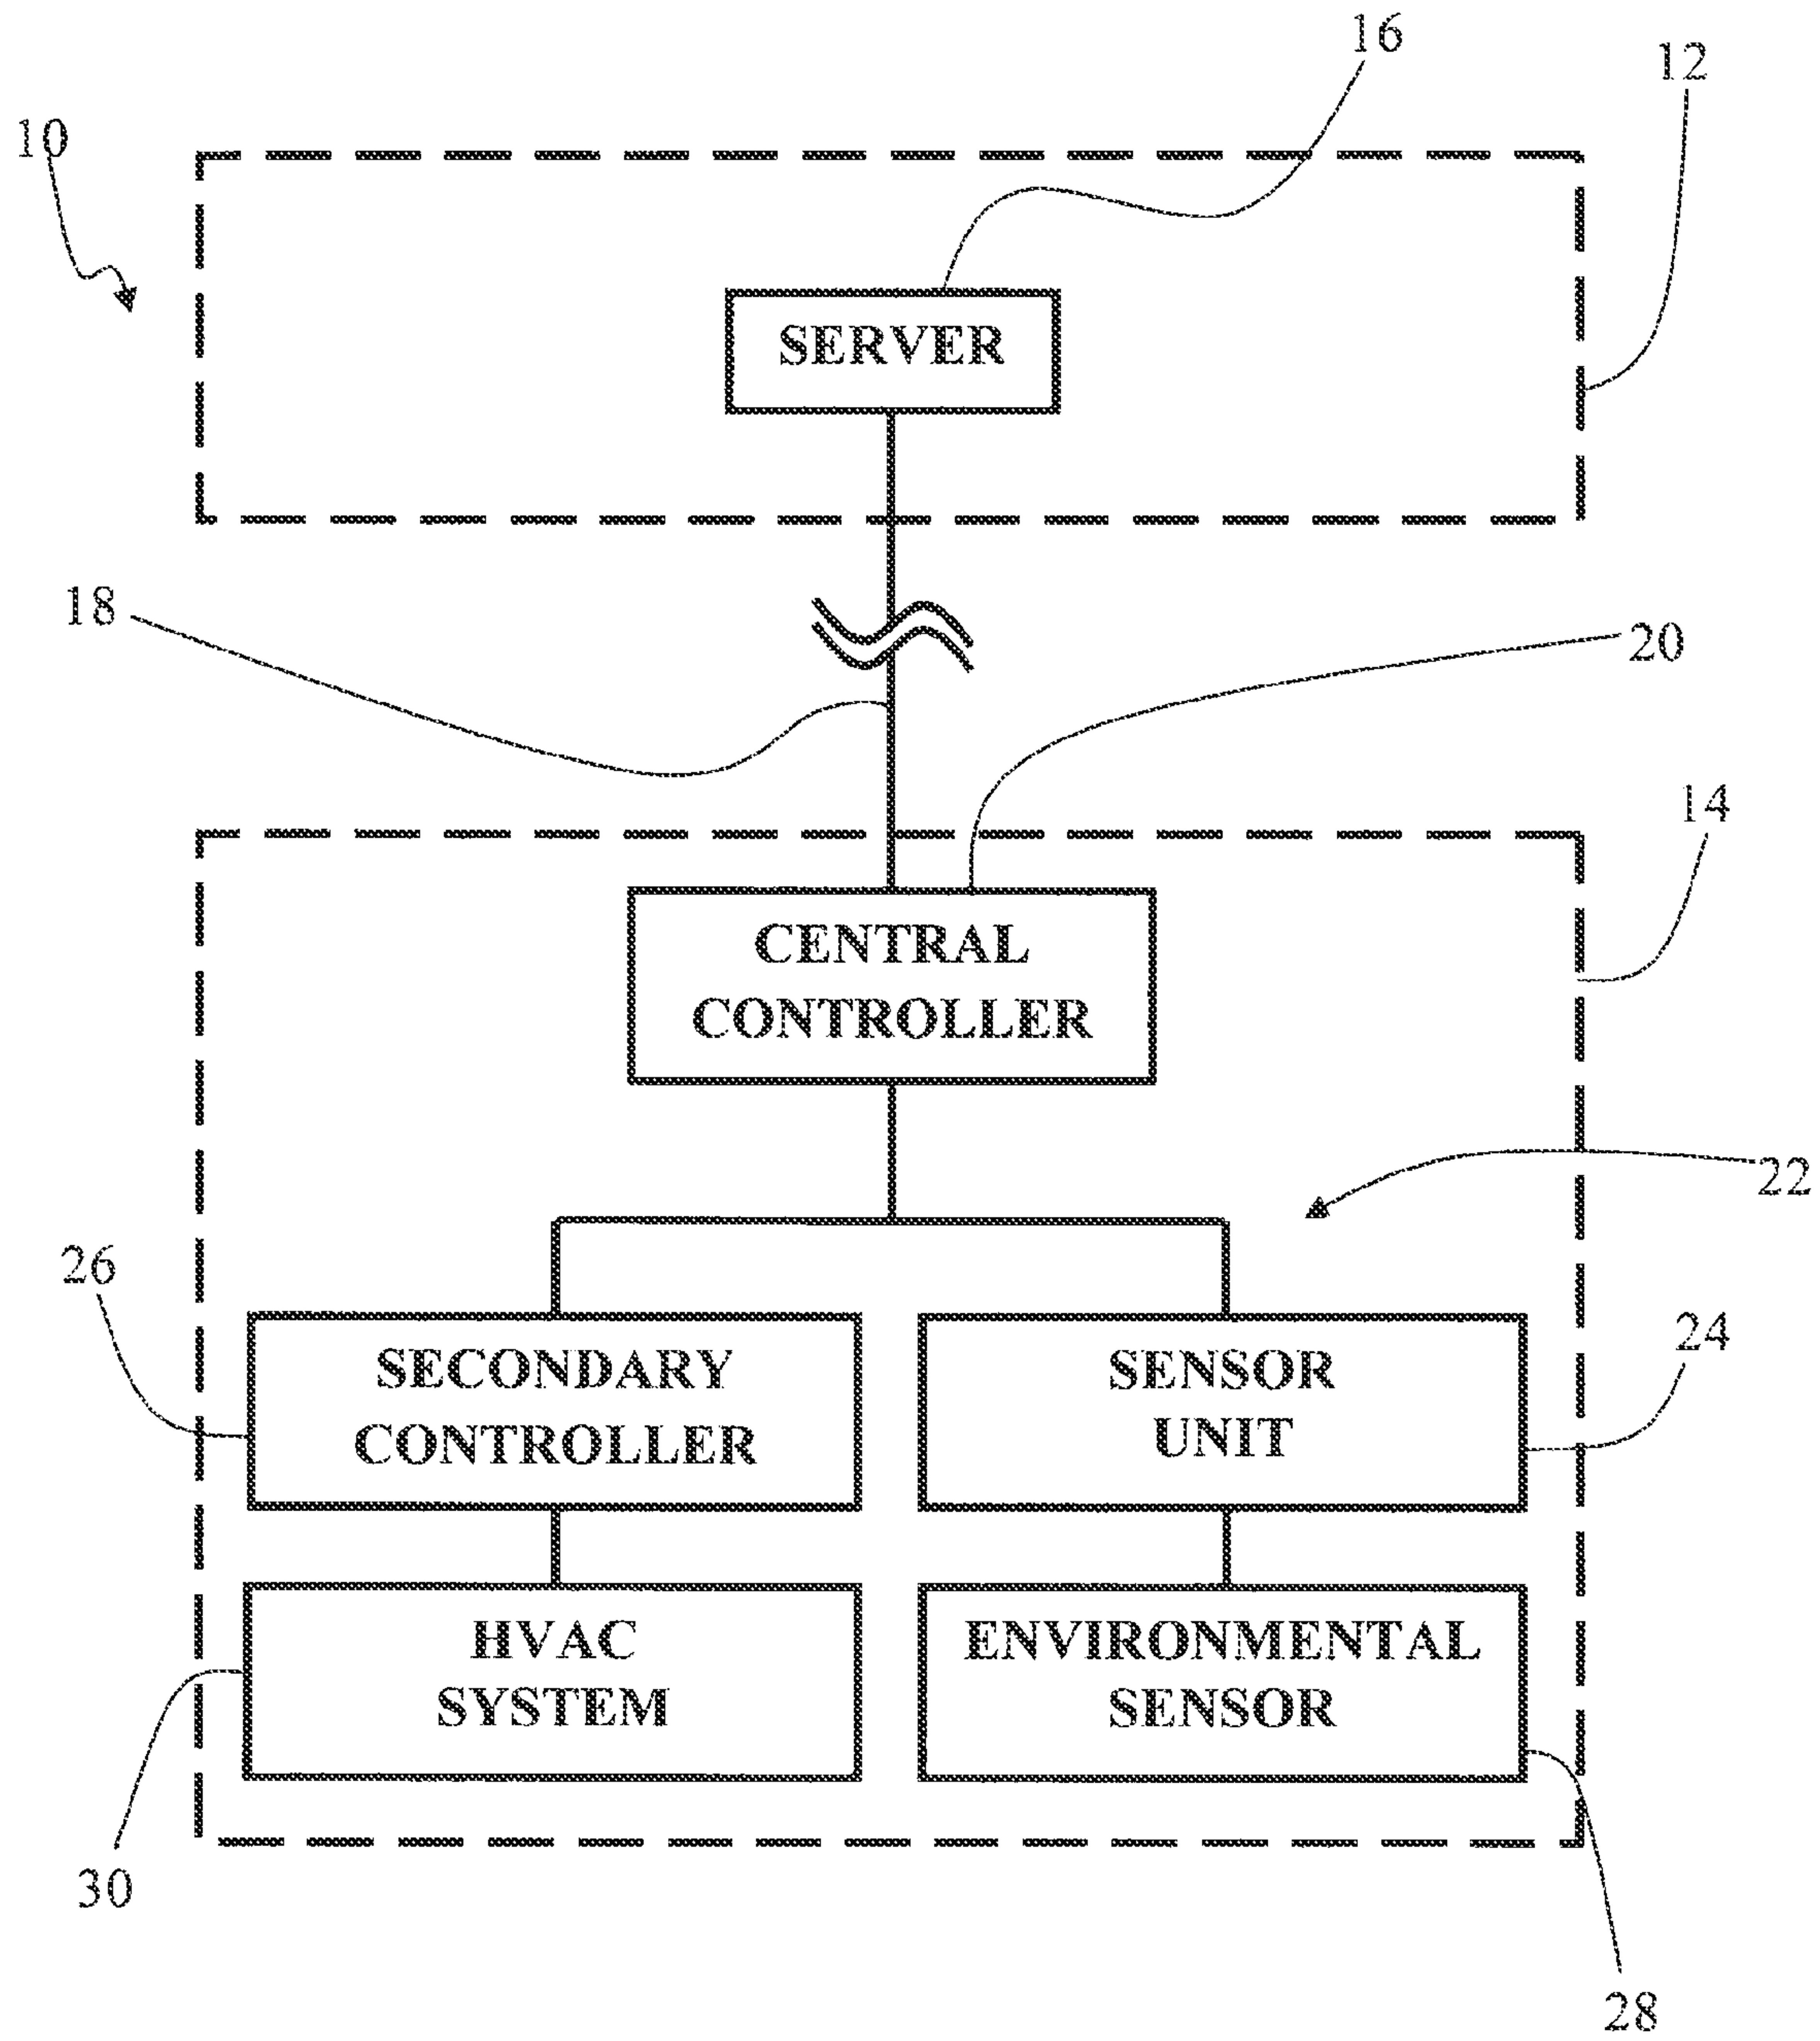 16
12
10
SERVER
18
20
14
CENTRAL
CONTROLLER
22
26
SECONDARY
CONTROLLER
SENSOR
UNIT
24
HVAC
SYSTEM
ENVIRONMENTAL
SENSOR
30
28